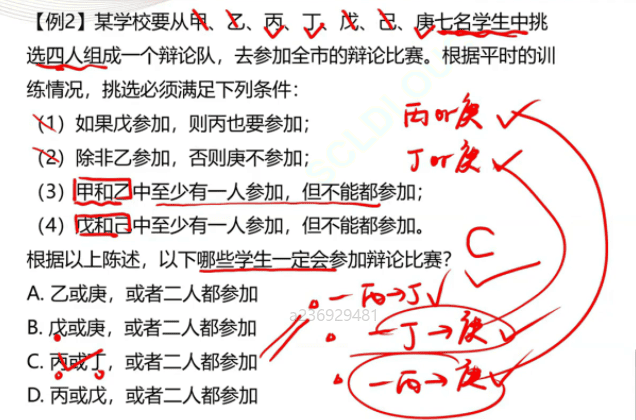 【例2】某学校要从甲、乙、丙、丁、戊、己、庚七名学生中挑
选四人组成一个辩论队，去参加全市的辩论比赛。根据平时的训
练情况，挑选必须满足下列条件：
（1）如果戊参加，则丙也要参加；
（2）除非乙参加，否则庚不参加；
（3）甲和乙中至少有一人参加，但不能都参加；
（4）戊和己中至少有一人参加，但不能都参加。
根据以上陈述，以下哪些学生一定会参加辩论比赛？
A. 乙或庚，或者二人都参加
B. 戊或庚，或者二人都参加
C. 丙或丁，或者二人都参加
D. 丙或戊，或者二人都参加
丙or庚
丁or庚
C
一丙→丁
一丁→庚
一丙→庚
a236929481